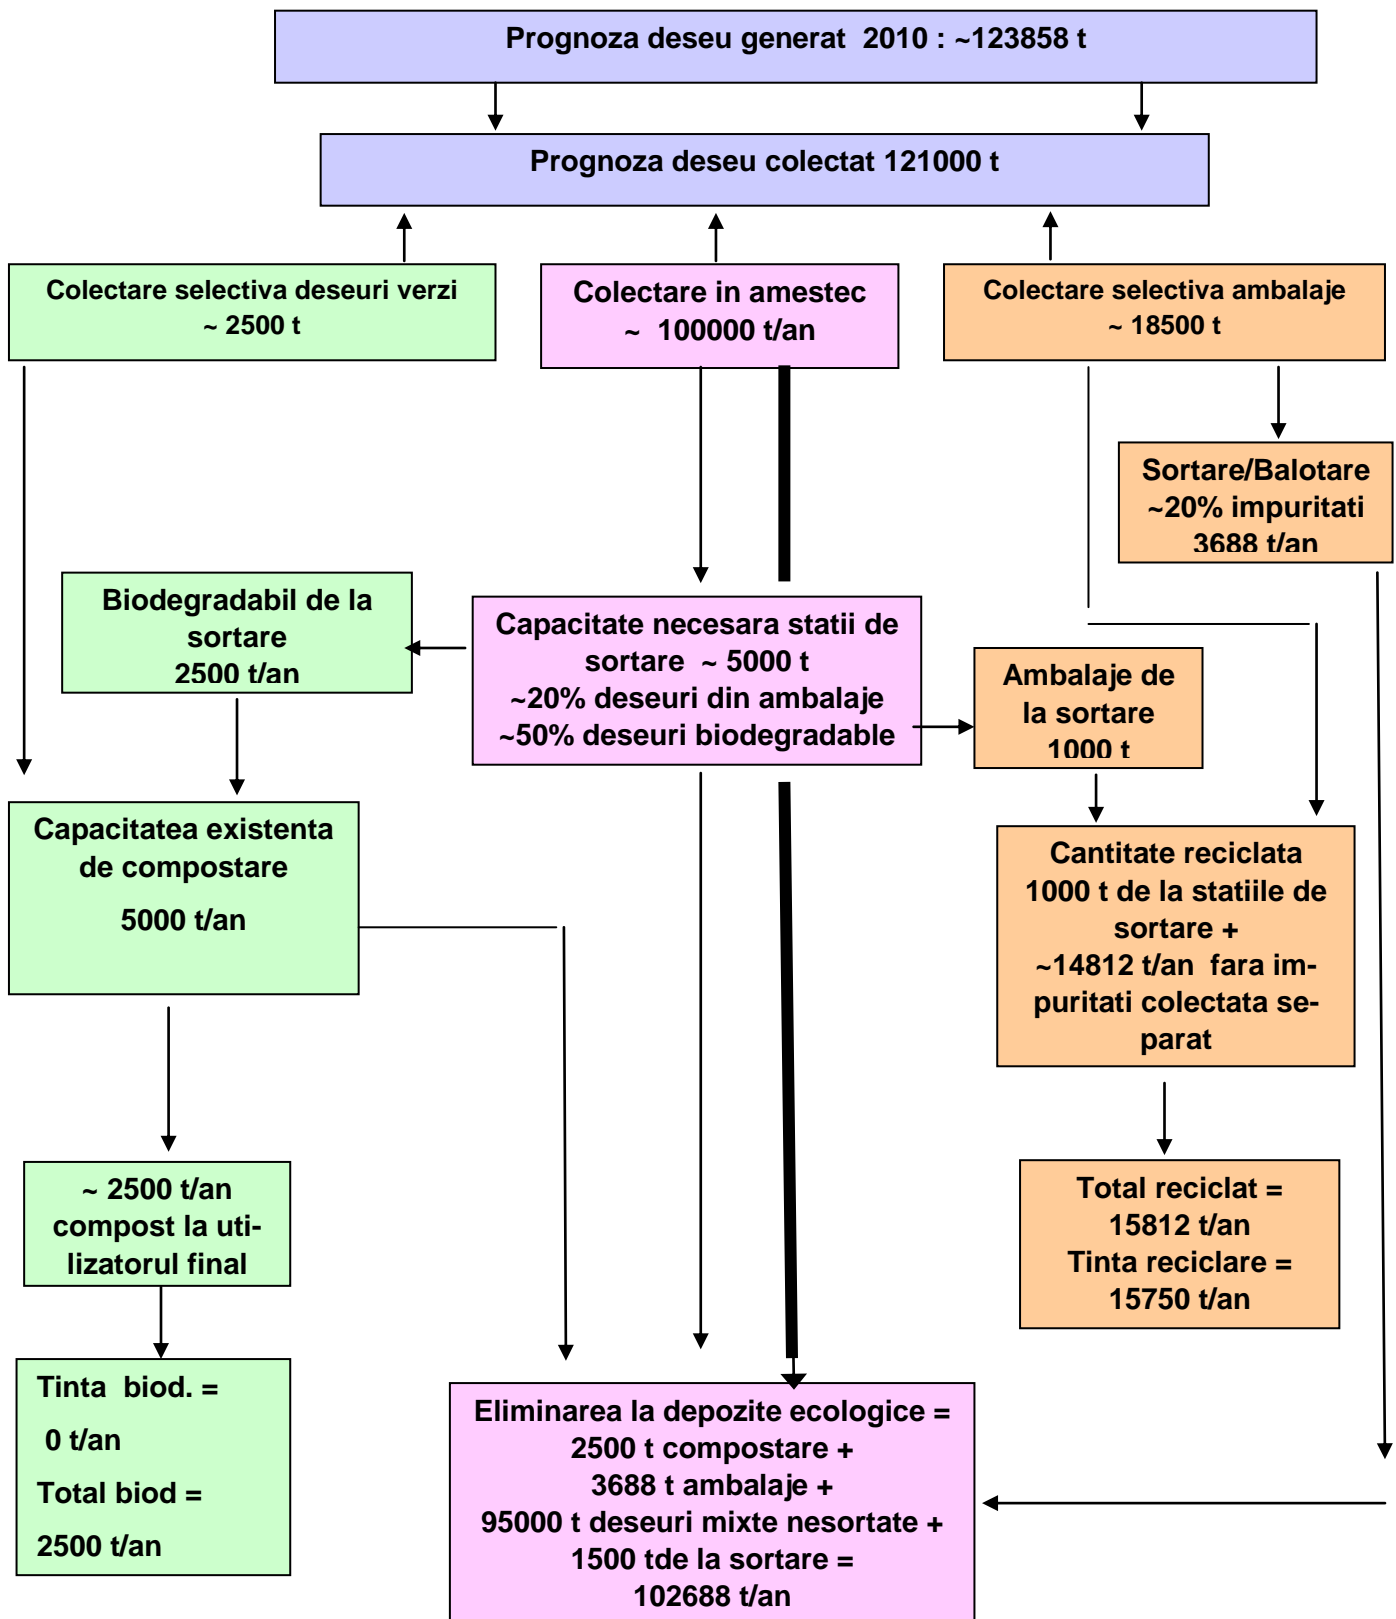 Prognoza deseu generat  2010 : ~123858 t
Prognoza deseu colectat 121000 t
Colectare selectiva deseuri verzi
~ 2500 t
Colectare in amestec
~  100000 t/an
Colectare selectiva ambalaje
~ 18500 t
Sortare/Balotare
~20% impuritati
3688 t/an
Biodegradabil de la
sortare
2500 t/an
Capacitate necesara statii de
sortare  ~ 5000 t
~20% deseuri din ambalaje
~50% deseuri biodegradable
Ambalaje de
la sortare
1000 t
Capacitatea existenta
de compostare
5000 t/an
Cantitate reciclata
1000 t de la statiile de
sortare +
~14812 t/an  fara im-
puritati colectata se-
parat
~ 2500 t/an
compost la uti-
lizatorul final
Total reciclat =
15812 t/an
Tinta reciclare =
15750 t/an
Tinta  biod. =
0 t/an
Total biod =
2500 t/an
Eliminarea la depozite ecologice =
2500 t compostare +
3688 t ambalaje +
95000 t deseuri mixte nesortate +
1500 tde la sortare =
102688 t/an